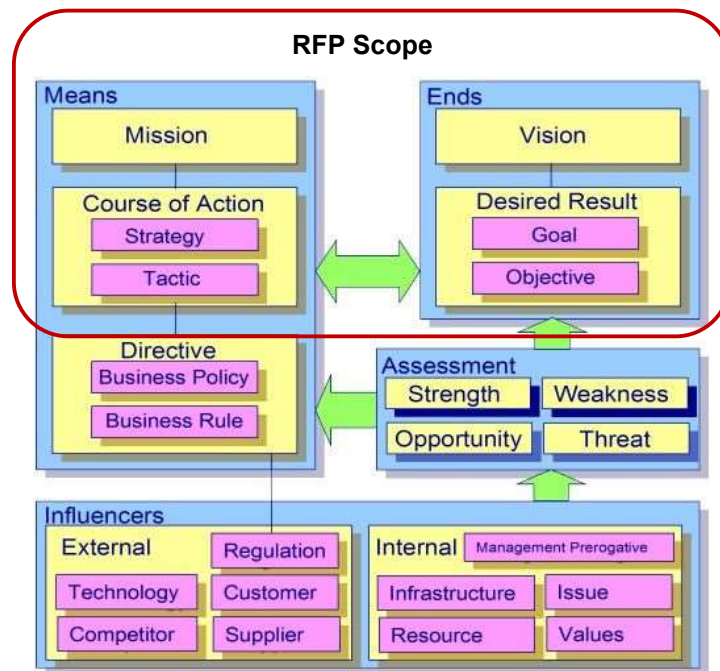 RFP Scope
Means
Mission
Course of Action
Strategy
Tactic
Directive
Business Policy
Business Rule
Ends
Vision
Desired Result
Goal
Objective
Assessment
Strength
Weakness
Opportunity
Threat
Influencers
External
Regulation
Technology
Customer
Competitor
Supplier
Internal
Management Prerogative
Infrastructure
Issue
Resource
Values